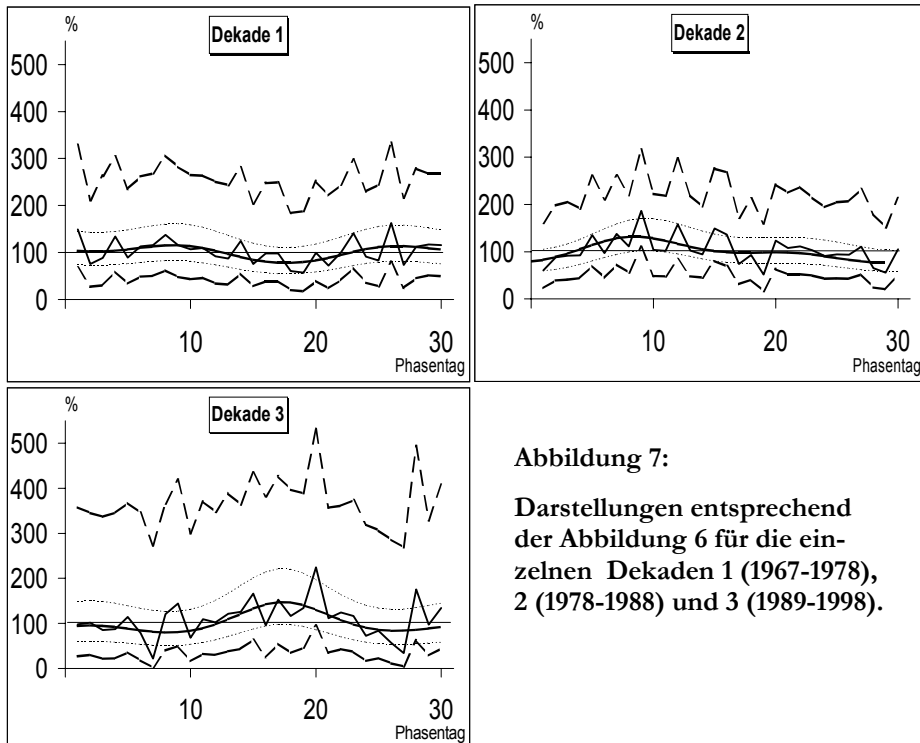 %
Dekade 1
500
400
300
200
100
0
10
20
30
Phasentag
%
Dekade 2
500
400
300
200
100
0
10
20
30
Phasentag
%
Dekade 3
500
400
300
200
100
0
10
20
30
Phasentag
Abbildung 7:
Darstellungen entsprechend
der Abbildung 6 für die ein-
zelnen Dekaden 1 (1967-1978),
2 (1978-1988) und 3 (1989-1998).